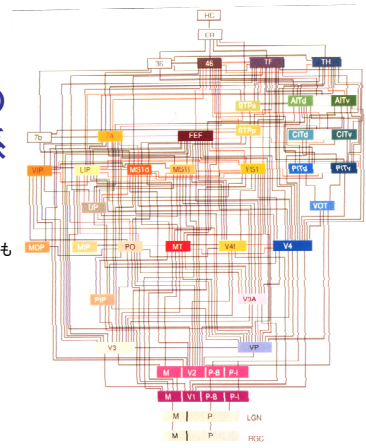 HC
ER
36 46 TF TH
STPa AITd AITv
7b 7a FEF STPp CITd CITv
VIP LIP MSTd MSTl FST PITd PITv
DP VOT
も
MDP MIP PO MT V4t V4
PIP V3A
V3 VP
M V2 P-B P-I
M V1 P-B P-I
M P LGN
M P RGC